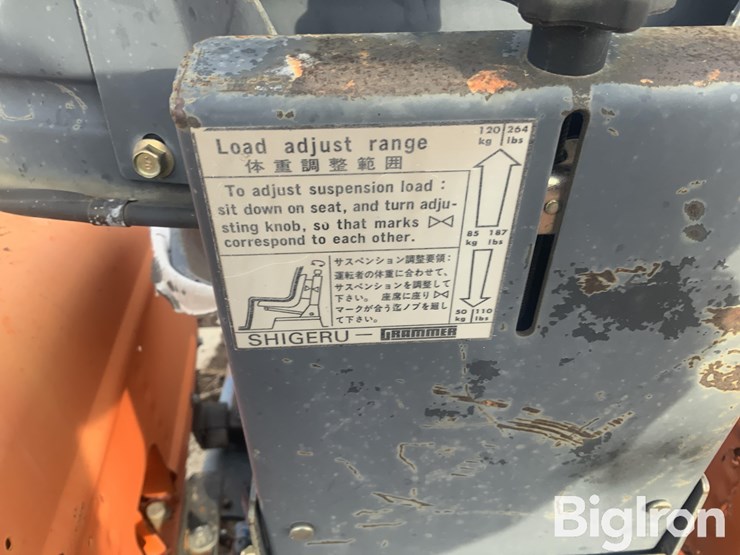 Load adjust range
体重調整範囲
120 264
kg lbs
To adjust suspension load :
sit down on seat, and turn adju-
sting knob, so that marks ▷◁
correspond to each other.
85 187
kg lbs
サスペンション調整要領:
運転者の体重に合わせて、
サスペンションを調整して
下さい。 座席に座り▷◁
マークが合う迄ノブを廻し
て下さい。
50 110
kg lbs
SHIGERU — GRAMMER
BigIron